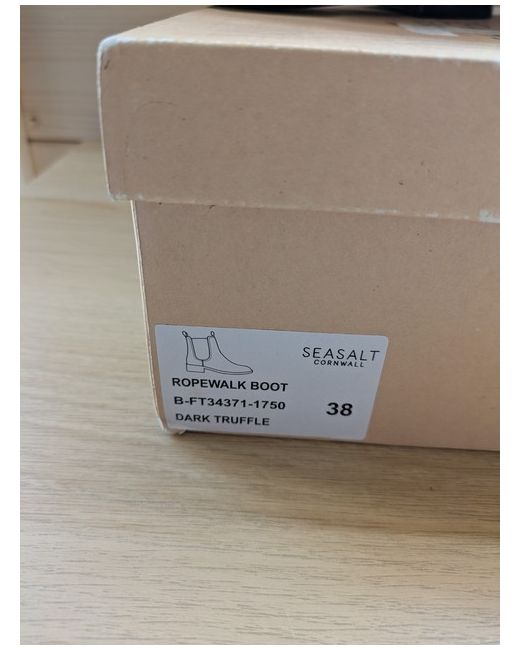 SEASALT
CORNWALL
ROPEWALK BOOT
B-FT34371-1750
38
DARK TRUFFLE